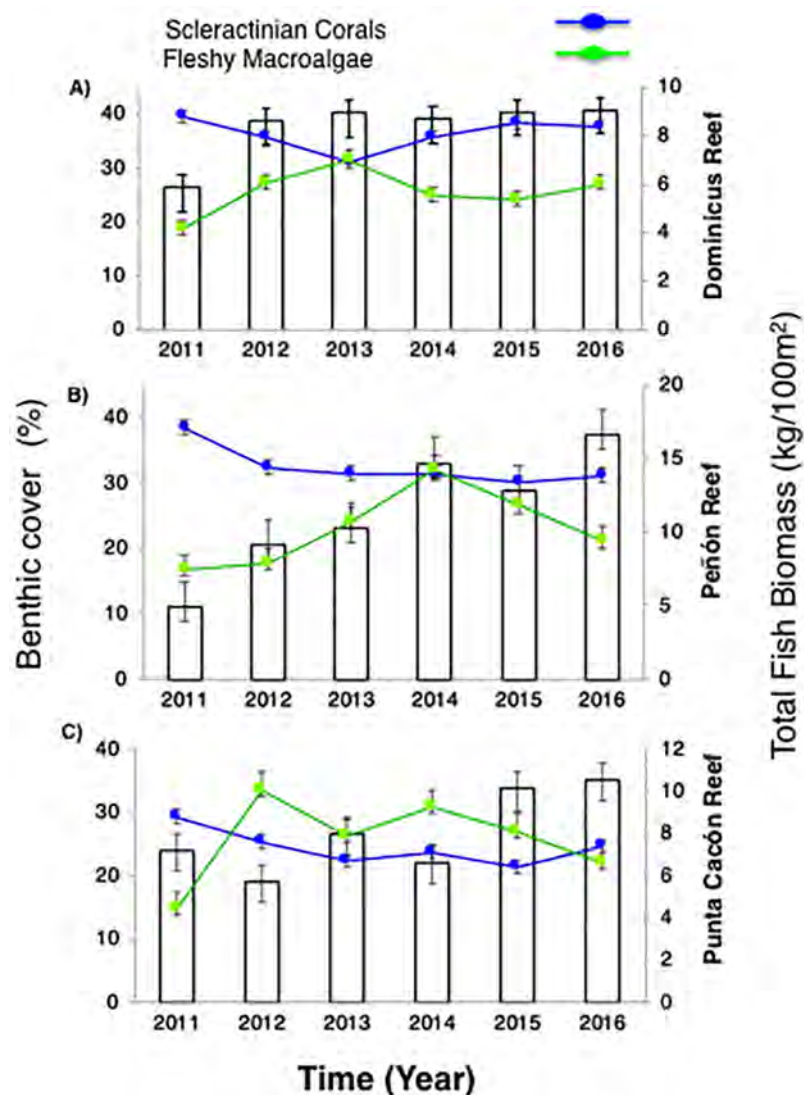 Scleractinian Corals
Fleshy Macroalgae
A)
40
30
20
10
0
10
8
6
4
2
0
2011 2012 2013 2014 2015 2016
Dominicus Reef
B)
40
30
20
10
0
20
15
10
5
0
2011 2012 2013 2014 2015 2016
Peñón Reef
C)
40
30
20
10
0
12
10
8
6
4
2
0
2011 2012 2013 2014 2015 2016
Punta Cacón Reef
Benthic cover (%)
Total Fish Biomass (kg/100m²)
Time (Year)